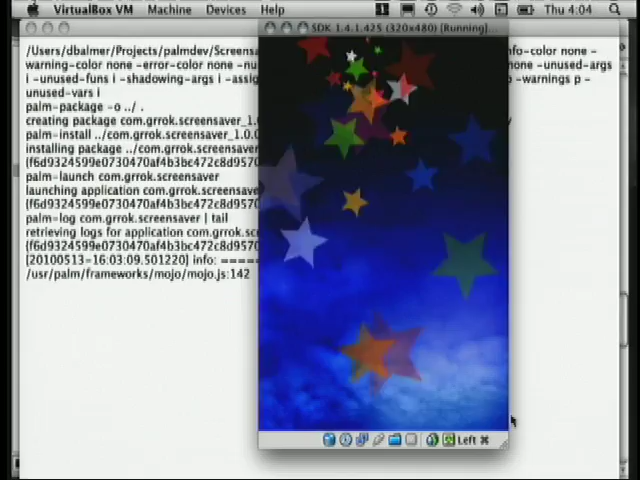 VirtualBox VM Machine Devices Help Thu 4:04
SDK 1.4.1.425 (320x480) [Running]...
/Users/dbalmer/Projects/palmdev/Screensa nfo-color none -
warning-color none -error-color none -nu vars w -unused-args
i -unused-funs i -shadowing-args i -assig -warnings p -
unused-vars i
palm-package -o ../ .
creating package com.grrok.screensaver_1.
palm-install ../com.grrok.screensaver_1.0.0
installing package ../com.grrok.screensaver
{f6d9324599e0730470af4b3bc472c8d9570
palm-launch com.grrok.screensaver
launching application com.grrok.screensave
{f6d9324599e0730470af4b3bc472c8d9570
palm-log com.grrok.screensaver | tail
retrieving logs for application com.grrok.sc
{f6d9324599e0730470af4b3bc472c8d9570
[20100513-16:03:09.501220] info: =====
/usr/palm/frameworks/mojo/mojo.js:142
Left ⌘